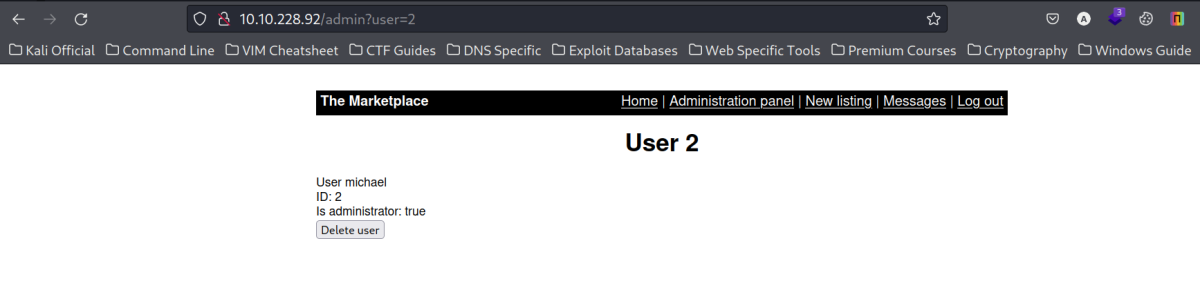 10.10.228.92/admin?user=2
A
3
Kali Official Command Line VIM Cheatsheet CTF Guides DNS Specific Exploit Databases Web Specific Tools Premium Courses Cryptography Windows Guide
The Marketplace Home | Administration panel | New listing | Messages | Log out
User 2
User michael
ID: 2
Is administrator: true
Delete user